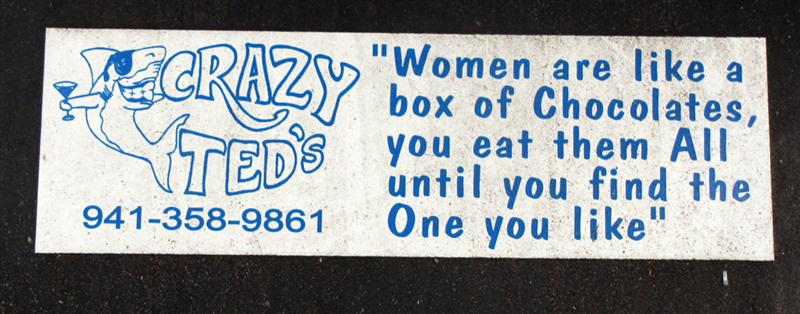 CRAZY
TED'S
941-358-9861
"Women are like a
box of Chocolates,
you eat them All
until you find the
One you like"